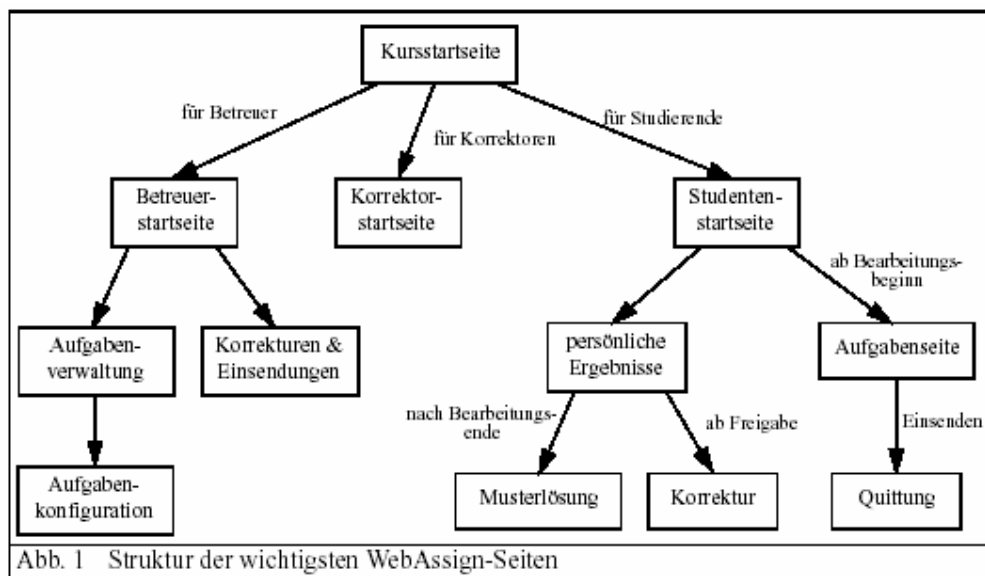 Kursstartseite
für Betreuer
für Korrektoren
für Studierende
Betreuer-
startseite
Korrektor-
startseite
Studenten-
startseite
ab Bearbeitungs-
beginn
Aufgaben-
verwaltung
Korrekturen &
Einsendungen
persönliche
Ergebnisse
Aufgabenseite
nach Bearbeitungs-
ende
ab Freigabe
Einsenden
Aufgaben-
konfiguration
Musterlösung
Korrektur
Quittung
Abb. 1 Struktur der wichtigsten WebAssign-Seiten